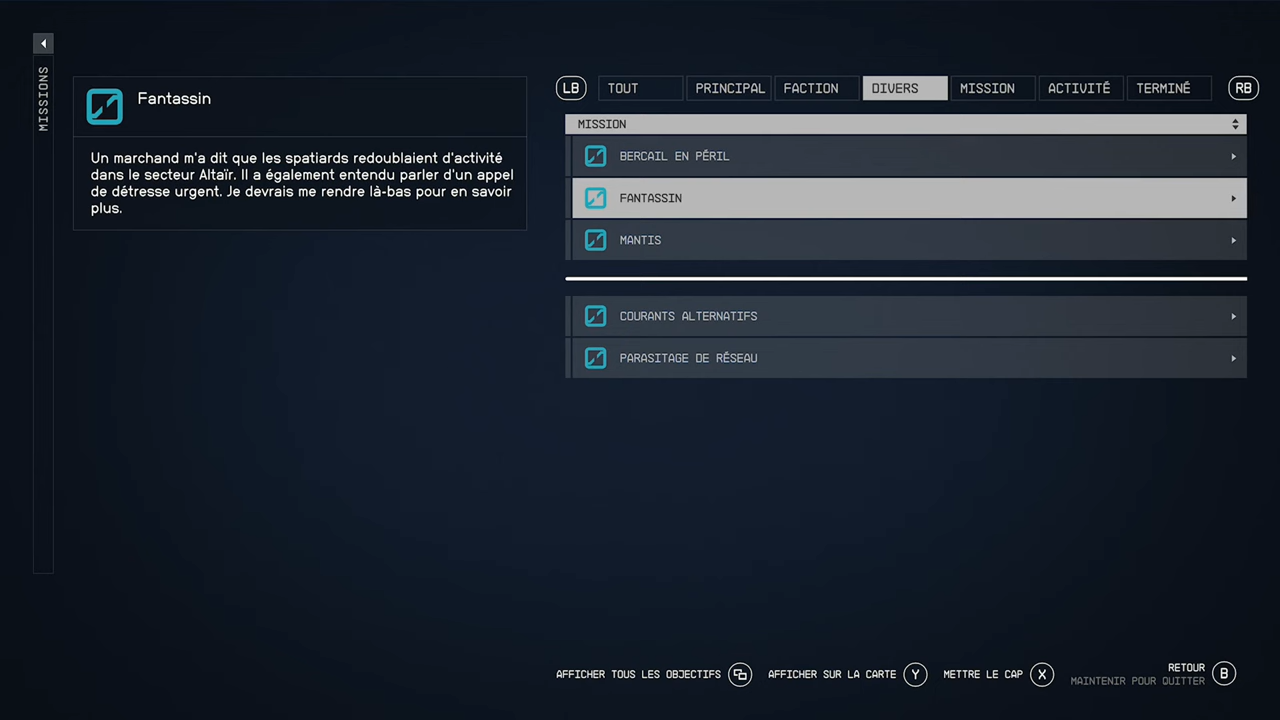 MISSIONS
Fantassin
Un marchand m'a dit que les spatiards redoublaient d'activité
dans le secteur Altaïr. Il a également entendu parler d'un appel
de détresse urgent. Je devrais me rendre là-bas pour en savoir
plus.
LB TOUT PRINCIPAL FACTION DIVERS MISSION ACTIVITÉ TERMINÉ RB
MISSION
BERCAIL EN PÉRIL
FANTASSIN
MANTIS
COURANTS ALTERNATIFS
PARASITAGE DE RÉSEAU
AFFICHER TOUS LES OBJECTIFS AFFICHER SUR LA CARTE Y METTRE LE CAP X RETOUR B
MAINTENIR POUR QUITTER